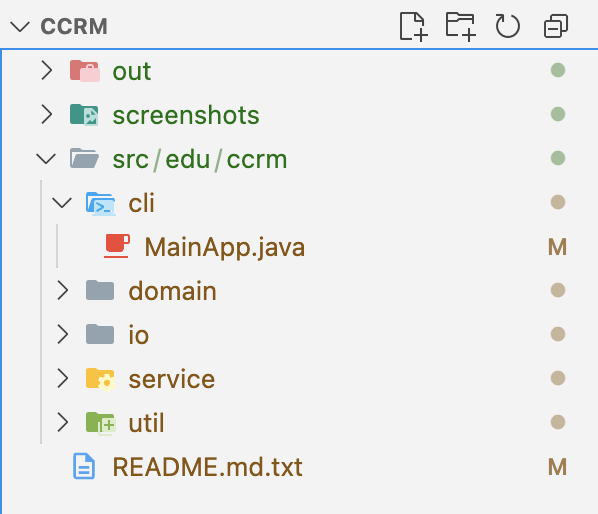 CCRM
out
screenshots
src/edu/ccrm
cli
MainApp.java M
domain
io
service
util
README.md.txt M